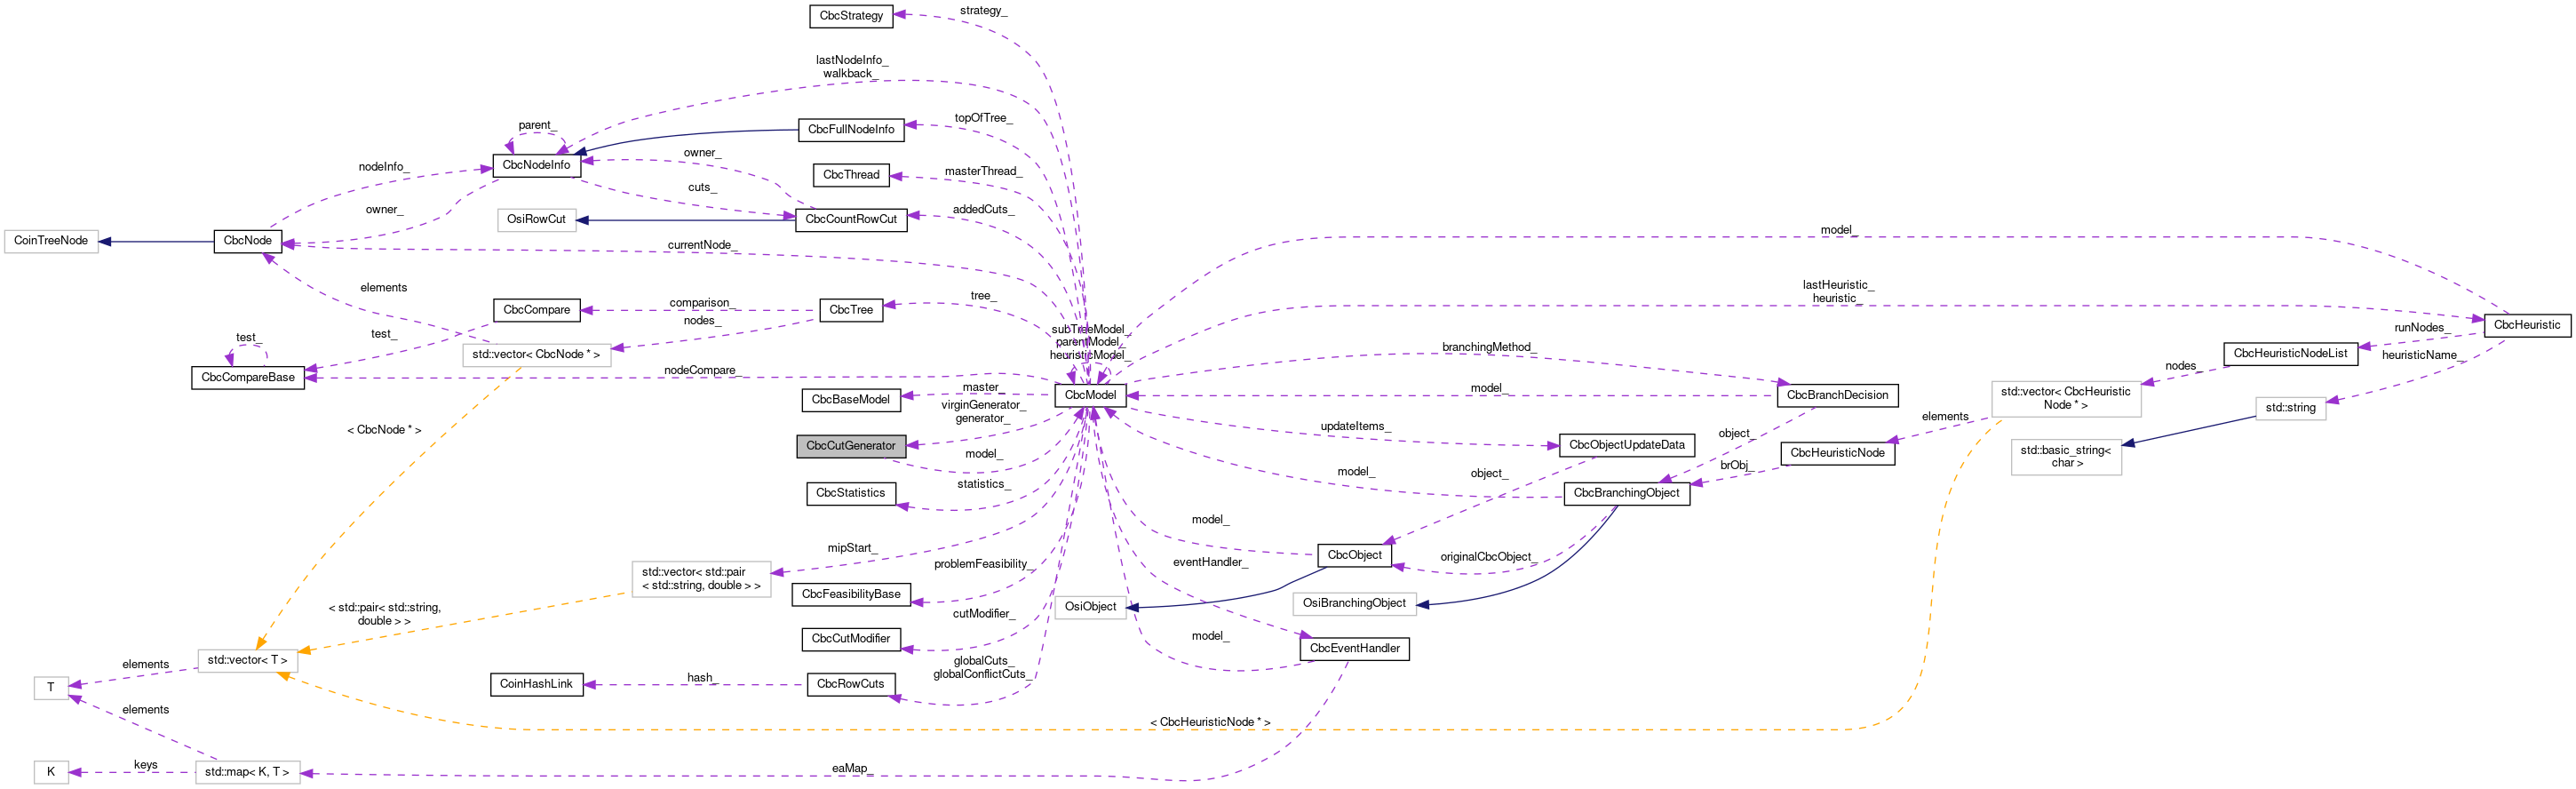 CbcStrategy
strategy_
lastNodeInfo_
walkback_
parent_
CbcFullNodeInfo
topOfTree_
nodeInfo_
CbcNodeInfo
owner_
CbcThread
masterThread_
cuts_
owner_
OsiRowCut
CbcCountRowCut
addedCuts_
CoinTreeNode
CbcNode
currentNode_
model_
elements
CbcCompare
comparison_
CbcTree
tree_
lastHeuristic_
heuristic_
CbcHeuristic
nodes_
test_
test_
std::vector< CbcNode * >
subTreeModel_
parentModel_
heuristicModel_
branchingMethod_
runNodes_
CbcHeuristicNodeList
heuristicName_
CbcCompareBase
nodeCompare_
nodes_
CbcBaseModel
master_
CbcModel
model_
CbcBranchDecision
std::vector< CbcHeuristic
Node * >
std::string
virginGenerator_
generator_
updateItems_
object_
elements
< CbcNode * >
CbcCutGenerator
model_
CbcObjectUpdateData
CbcHeuristicNode
std::basic_string<
char >
model_
object_
brObj_
CbcStatistics
statistics_
CbcBranchingObject
model_
mipStart_
originalCbcObject_
CbcObject
eventHandler_
problemFeasibility_
std::vector< std::pair
< std::string, double > >
CbcFeasibilityBase
OsiObject
OsiBranchingObject
< std::pair< std::string,
double > >
cutModifier_
CbcCutModifier
model_
CbcEventHandler
std::vector< T >
elements
globalCuts_
globalConflictCuts_
T
CoinHashLink
hash_
CbcRowCuts
elements
< CbcHeuristicNode * >
K
keys
std::map< K, T >
eaMap_